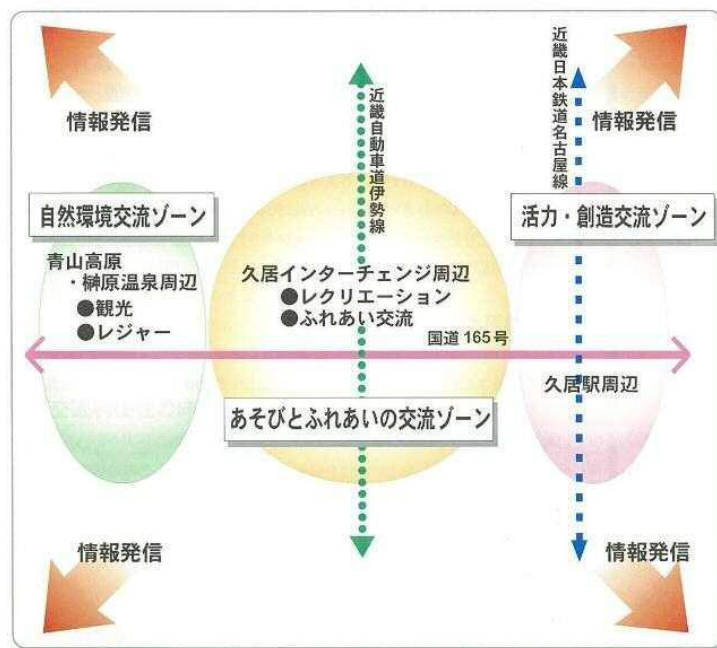 情報発信
情報発信
近畿自動車道伊勢線
近畿日本鉄道名古屋線
自然環境交流ゾーン
青山高原
・榊原温泉周辺
●観光
●レジャー
久居インターチェンジ周辺
●レクリエーション
●ふれあい交流
活力・創造交流ゾーン
国道165号
久居駅周辺
あそびとふれあいの交流ゾーン
情報発信
情報発信